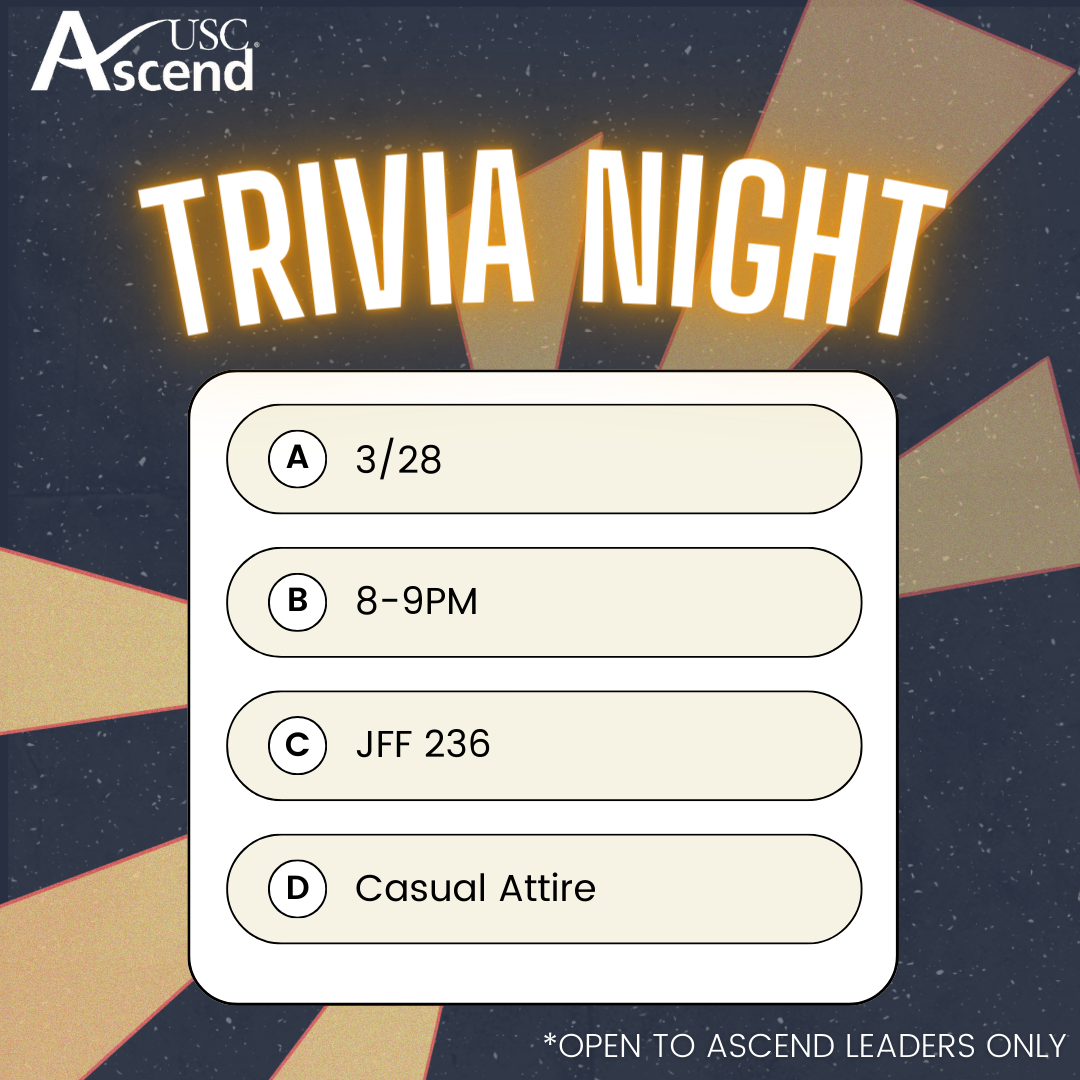 USC
Ascend
TRIVIA NIGHT
A 3/28
B 8-9PM
C JFF 236
D Casual Attire
*OPEN TO ASCEND LEADERS ONLY